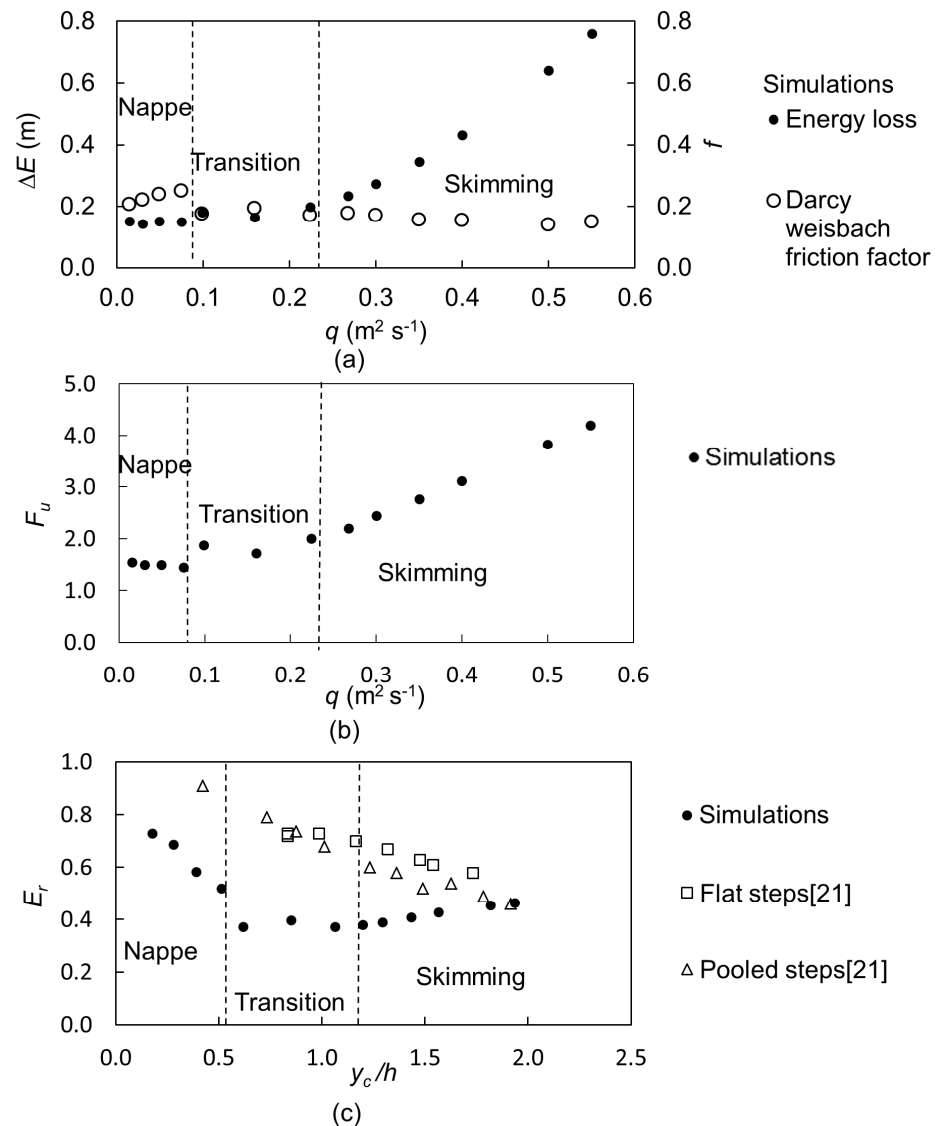 0.8
0.6
0.4
0.2
0.0
ΔE (m)
Nappe
Transition
Skimming
0.8
0.6
0.4
0.2
0.0
f
0.0 0.1 0.2 0.3 0.4 0.5 0.6
q (m² s⁻¹)
(a)
Simulations
Energy loss
Darcy
weisbach
friction factor
5.0
4.0
3.0
2.0
1.0
0.0
F_u
Nappe
Transition
Skimming
0.0 0.1 0.2 0.3 0.4 0.5 0.6
q (m² s⁻¹)
(b)
Simulations
1.0
0.8
0.6
0.4
0.2
0.0
E_r
Nappe
Transition
Skimming
0.0 0.5 1.0 1.5 2.0 2.5
y_c/h
(c)
Simulations
Flat steps[21]
Pooled steps[21]